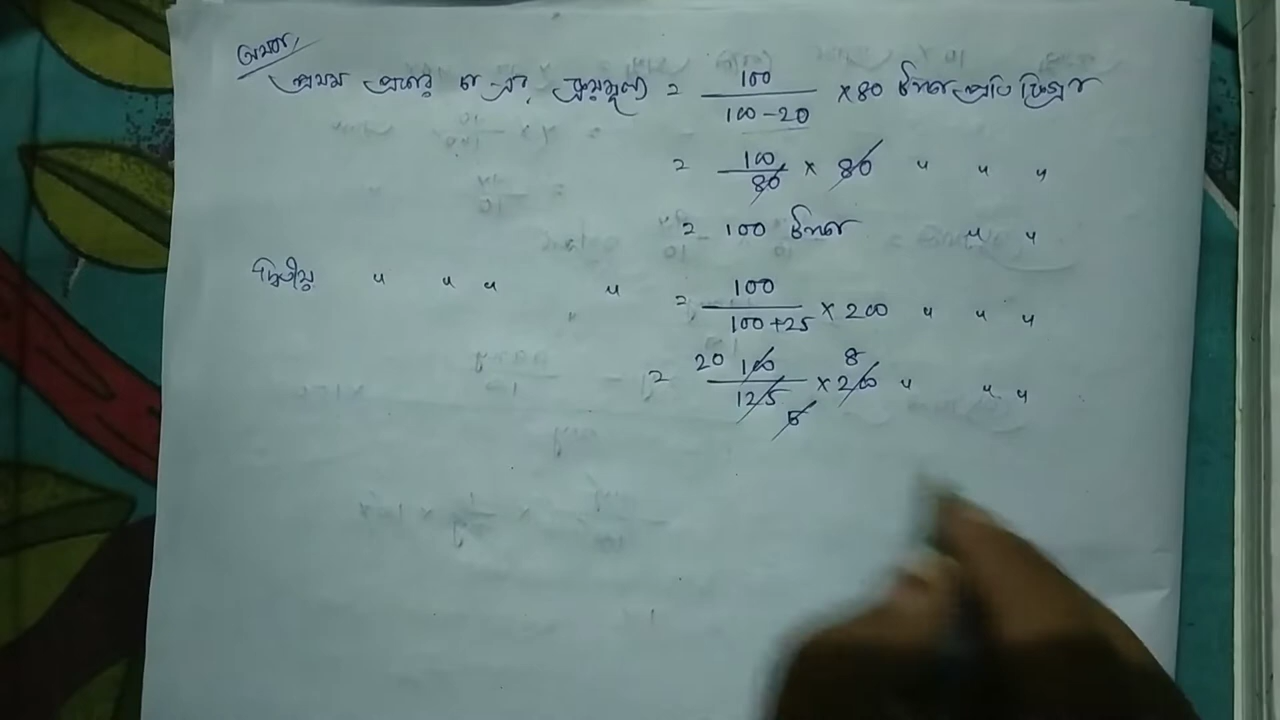 প্রথম প্রকার চা এর ক্রয়মূল্য = 100 / 100 - 20 × 80 টাকা প্রতি কিগ্রা
= 100 / 80 × 80 " " "
= 100 টাকা " "
দ্বিতীয় " " " " = 100 / 100 + 25 × 200 " " "
= 20 100 / 125 5 × 200 8 " " "